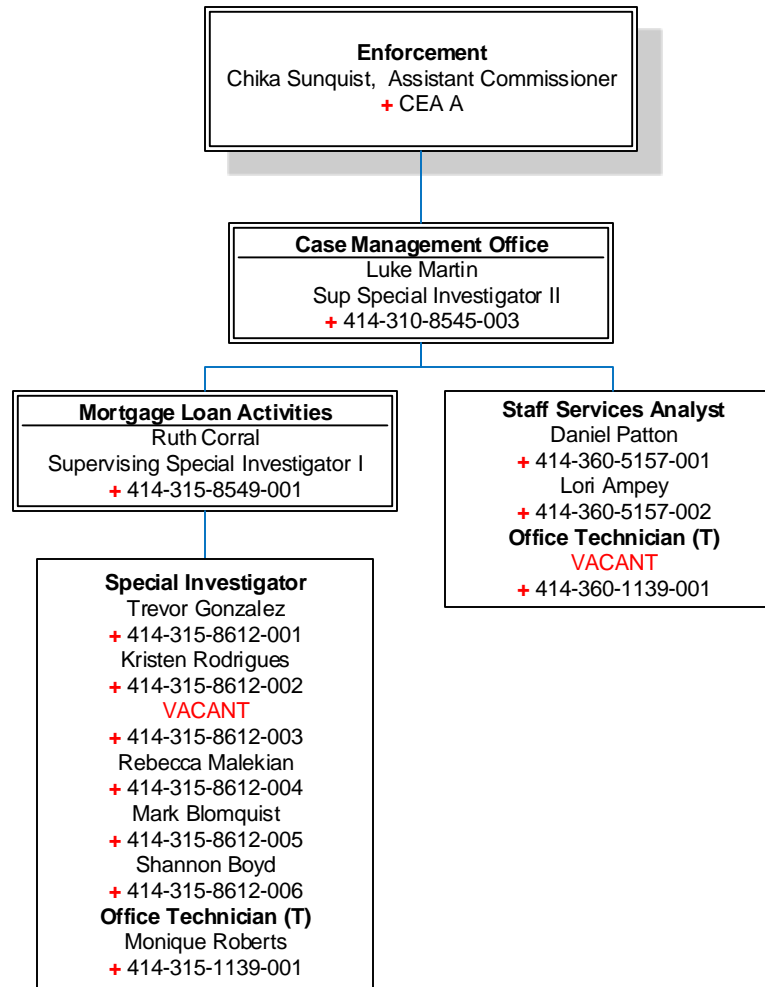 Enforcement
Chika Sunquist,  Assistant Commissioner
+ CEA A
Case Management Office
Luke Martin
Sup Special Investigator II
+ 414-310-8545-003
Mortgage Loan Activities
Ruth Corral
Supervising Special Investigator I
+ 414-315-8549-001
Staff Services Analyst
Daniel Patton
+ 414-360-5157-001
Lori Ampey
+ 414-360-5157-002
Office Technician (T)
VACANT
+ 414-360-1139-001
Special Investigator
Trevor Gonzalez
+ 414-315-8612-001
Kristen Rodrigues
+ 414-315-8612-002
VACANT
+ 414-315-8612-003
Rebecca Malekian
+ 414-315-8612-004
Mark Blomquist
+ 414-315-8612-005
Shannon Boyd
+ 414-315-8612-006
Office Technician (T)
Monique Roberts
+ 414-315-1139-001